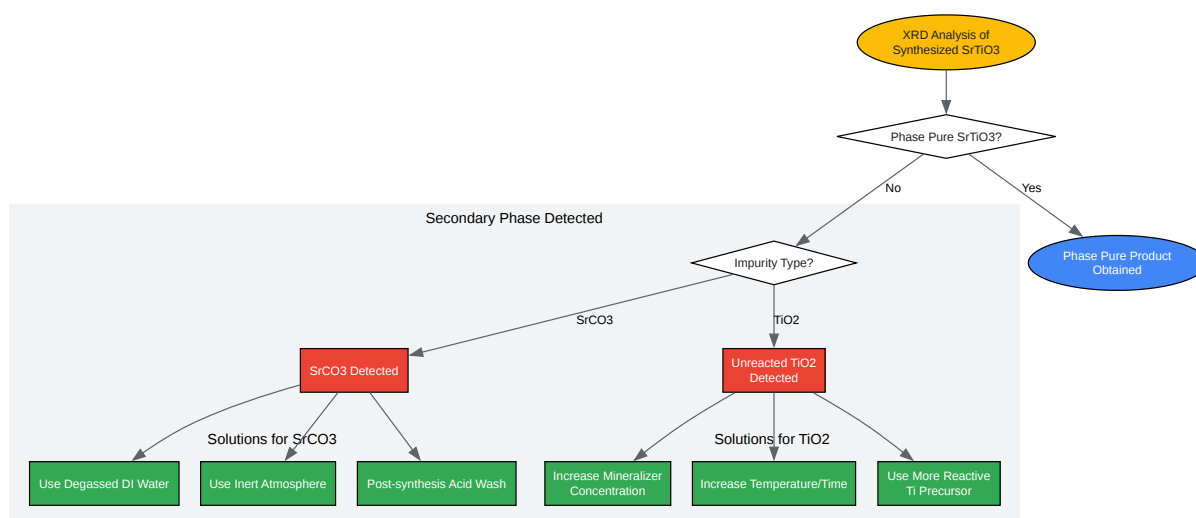 XRD Analysis of
Synthesized SrTiO3
Phase Pure SrTiO3?
No
Yes
Secondary Phase Detected
Impurity Type?
Phase Pure Product
Obtained
SrCO3
TiO2
SrCO3 Detected
Unreacted TiO2
Detected
Solutions for SrCO3
Solutions for TiO2
Use Degassed DI Water
Use Inert Atmosphere
Post-synthesis Acid Wash
Increase Mineralizer
Concentration
Increase Temperature/Time
Use More Reactive
Ti Precursor